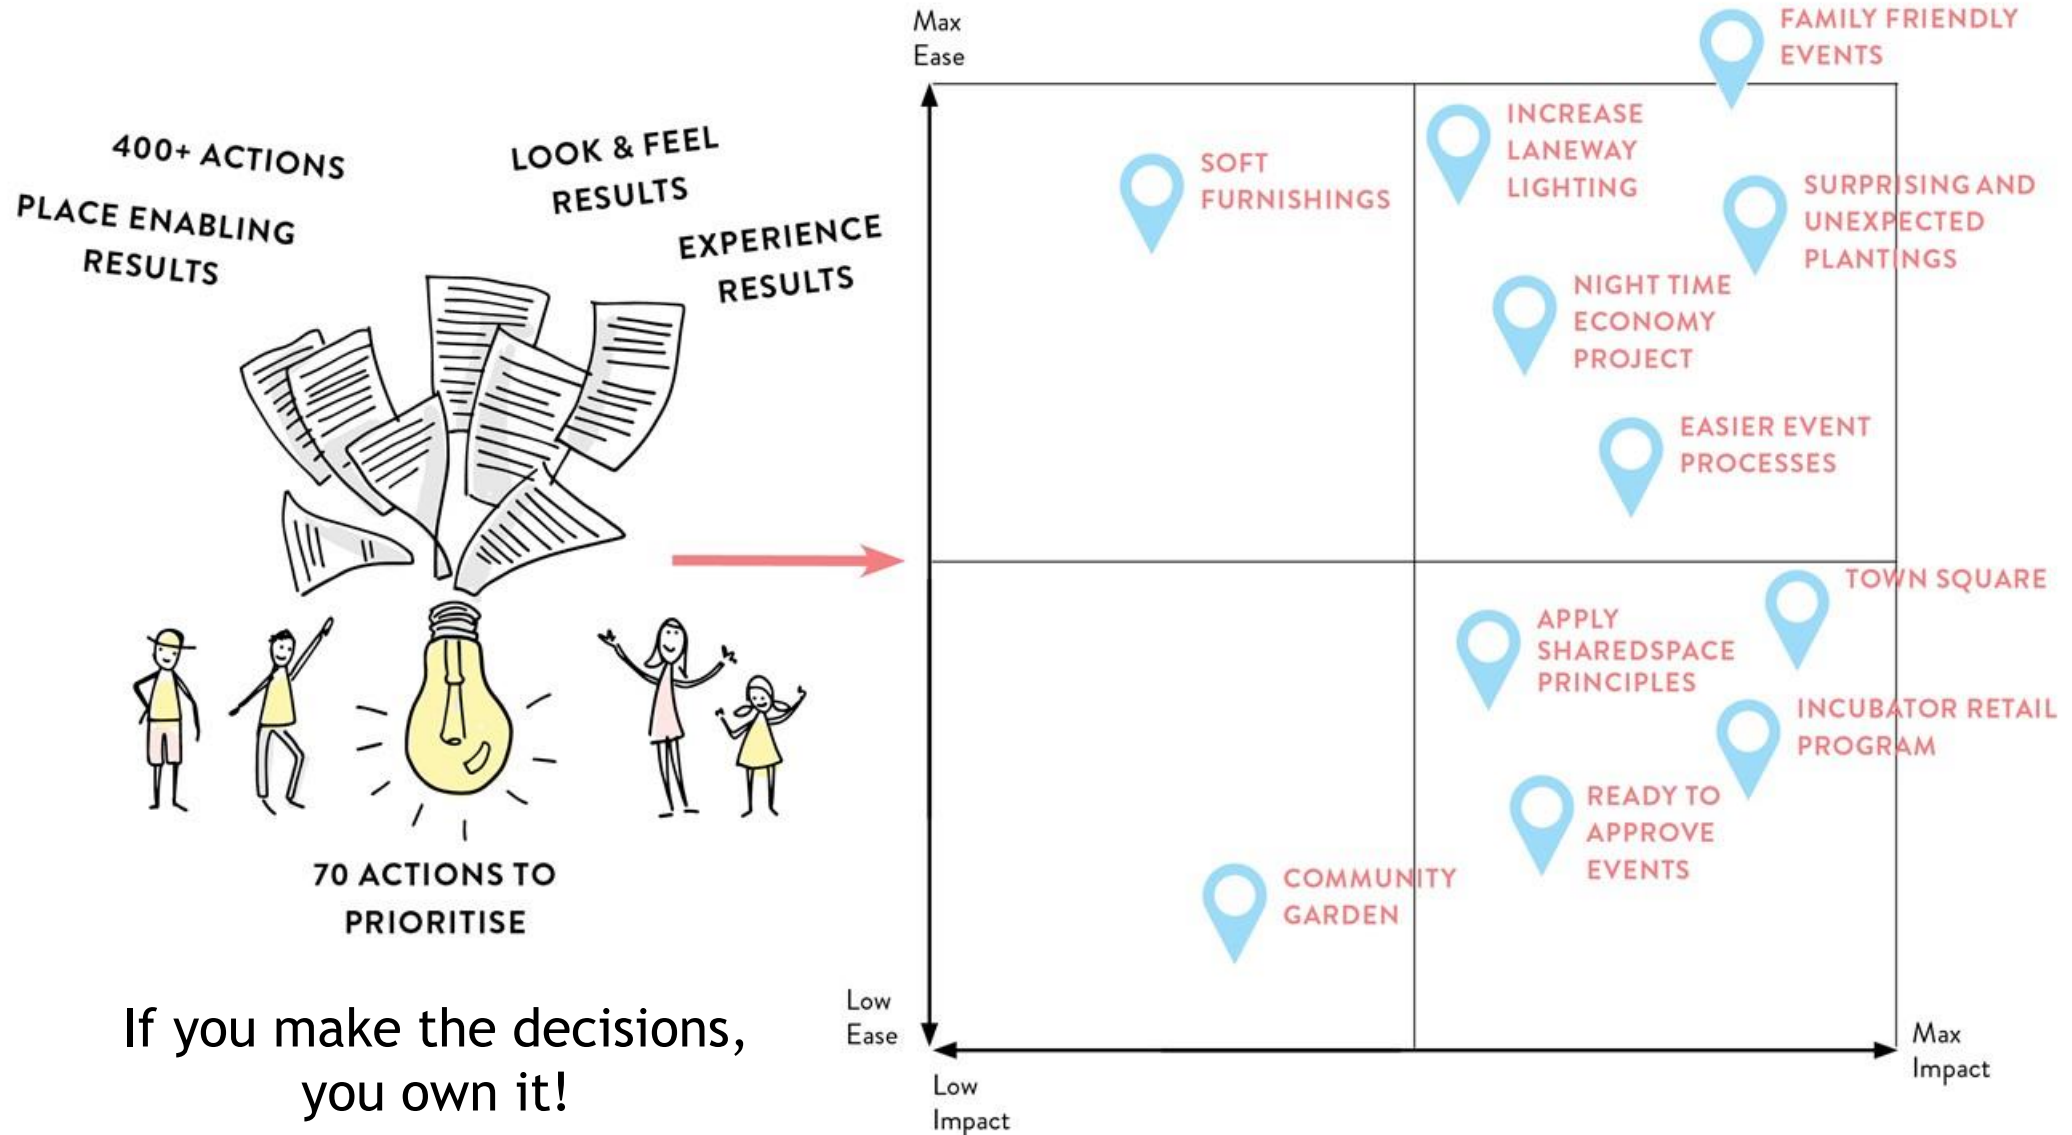 400+ ACTIONS
PLACE ENABLING
RESULTS
LOOK & FEEL
RESULTS
EXPERIENCE
RESULTS
70 ACTIONS TO
PRIORITISE
If you make the decisions,
you own it!
Max
Ease
FAMILY FRIENDLY
EVENTS
INCREASE
LANEWAY
LIGHTING
SOFT
FURNISHINGS
SURPRISING AND
UNEXPECTED
PLANTINGS
NIGHT TIME
ECONOMY
PROJECT
EASIER EVENT
PROCESSES
TOWN SQUARE
APPLY
SHAREDSPACE
PRINCIPLES
INCUBATOR RETAIL
PROGRAM
READY TO
APPROVE
EVENTS
COMMUNITY
GARDEN
Low
Ease
Low
Impact
Max
Impact